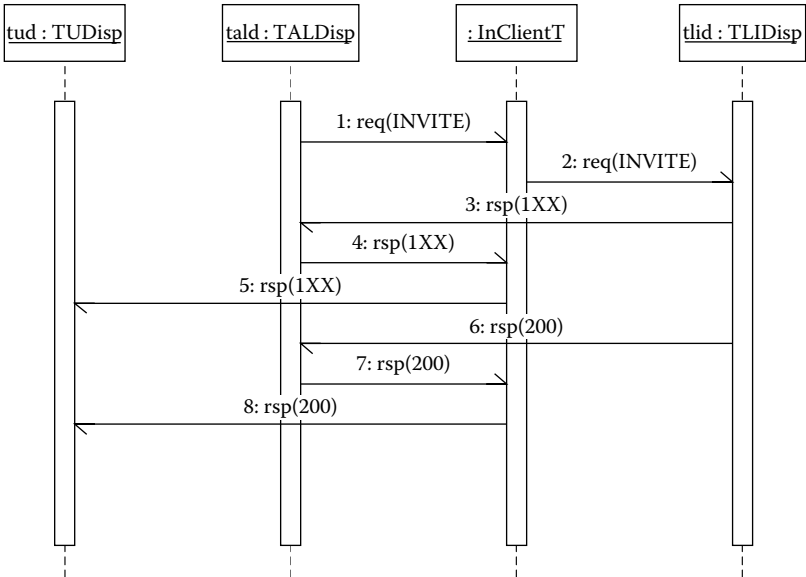 tud : TUDisp
tald : TALDisp
: InClientT
tlid : TLIDisp
1: req(INVITE)
2: req(INVITE)
3: rsp(1XX)
4: rsp(1XX)
5: rsp(1XX)
6: rsp(200)
7: rsp(200)
8: rsp(200)